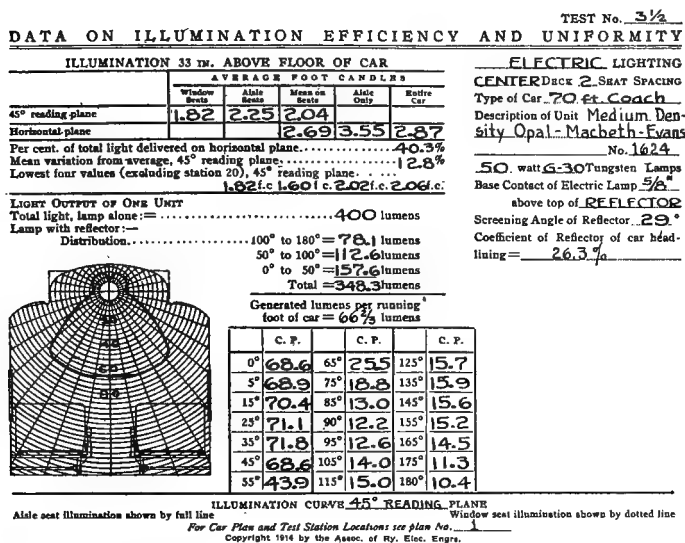 TEST No. 3½
DATA ON ILLUMINATION EFFICIENCY AND UNIFORMITY
ILLUMINATION 33 IN. ABOVE FLOOR OF CAR
AVERAGE FOOT CANDLES
Window Seats Aisle Seats Mean on Seats Aisle Only Entire Car
45° reading plane 1.82 2.25 2.04
Horizontal plane 2.69 3.55 2.87
Per cent. of total light delivered on horizontal plane 40.3%
Mean variation from average, 45° reading plane 12.8%
Lowest four values (excluding station 20), 45° reading plane
1.82 f.c. 1.60 f.c. 2.02 f.c. 2.06 f.c.
ELECTRIC LIGHTING
CENTER DECK 2 SEAT SPACING
Type of Car 70 ft. Coach
Description of Unit Medium Den-
sity Opal-Macbeth-Evans
No. 1624
50 watt G-30 Tungsten Lamps
Base Contact of Electric Lamp 5/8"
above top of REFLECTOR
Screening Angle of Reflector 29°
Coefficient of Reflector of car head-
lining = 26.3%
LIGHT OUTPUT OF ONE UNIT
Total light, lamp alone:= 400 lumens
Lamp with reflector:—
Distribution 100° to 180° = 78.1 lumens
50° to 100° = 112.6 lumens
0° to 50° = 157.6 lumens
Total = 348.3 lumens
Generated lumens per running
foot of car = 66⅔ lumens
C. P. C. P. C. P.
0° 68.6 65° 25.5 125° 15.7
5° 68.9 75° 18.8 135° 15.9
15° 70.4 85° 13.0 145° 15.6
25° 71.1 90° 12.2 155° 15.2
35° 71.8 95° 12.6 165° 14.5
45° 68.6 105° 14.0 175° 11.3
55° 43.9 115° 15.0 180° 10.4
ILLUMINATION CURVE 45° READING PLANE
Aisle seat illumination shown by full line Window seat illumination shown by dotted line
For Car Plan and Test Station Locations see plan No. 1
Copyright 1914 by the Assoc. of Ry. Elec. Engrs.